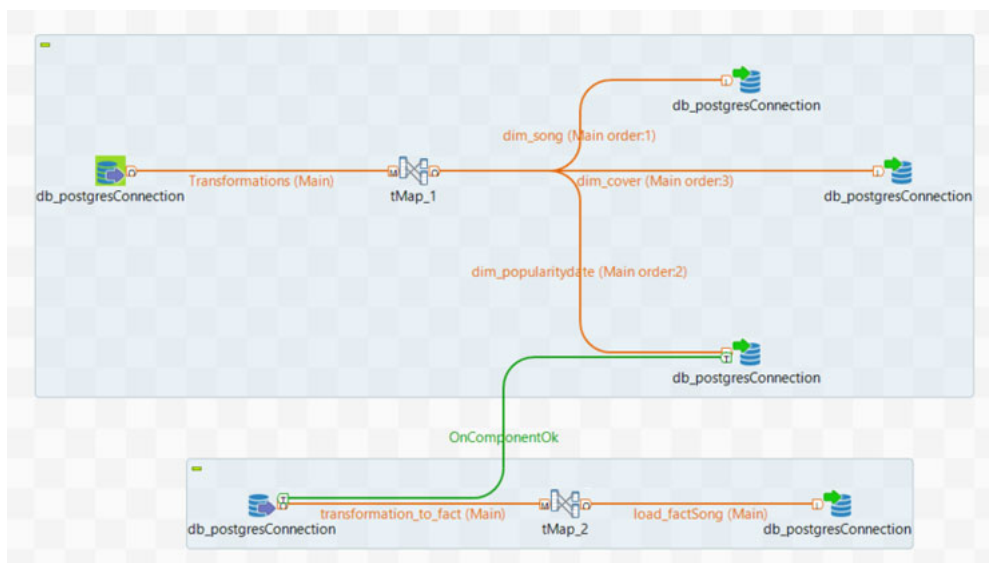 db_postgresConnection
dim_song (Main order:1)
Transformations (Main)
dim_cover (Main order:3)
db_postgresConnection
tMap_1
db_postgresConnection
dim_popularitydate (Main order:2)
db_postgresConnection
OnComponentOk
transformation_to_fact (Main)
load_factSong (Main)
db_postgresConnection
tMap_2
db_postgresConnection